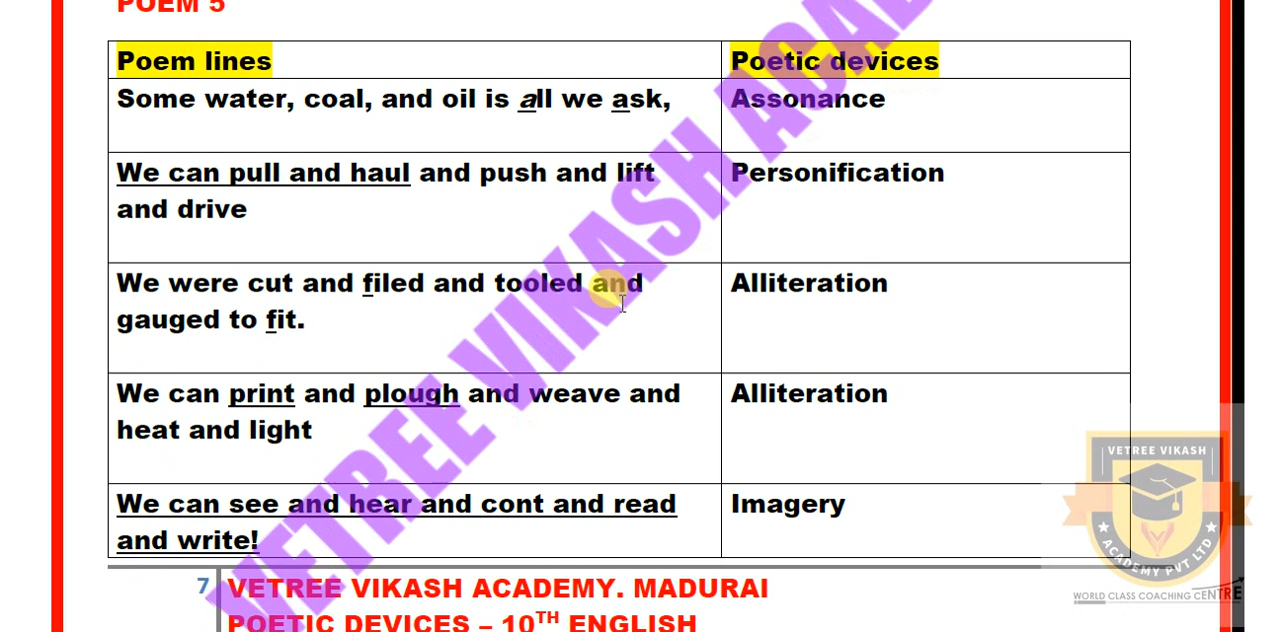 POEM 5
Poem lines Poetic devices
Some water, coal, and oil is all we ask, Assonance
We can pull and haul and push and lift Personification
and drive
We were cut and filed and tooled and Alliteration
gauged to fit.
We can print and plough and weave and Alliteration
heat and light
We can see and hear and cont and read Imagery
and write!
VETREE VIKASH ACADEMY
VETREE VIKASH
ACADEMY PVT LTD
WORLD CLASS COACHING CENTRE
7 VETREE VIKASH ACADEMY. MADURAI
POETIC DEVICES – 10TH ENGLISH